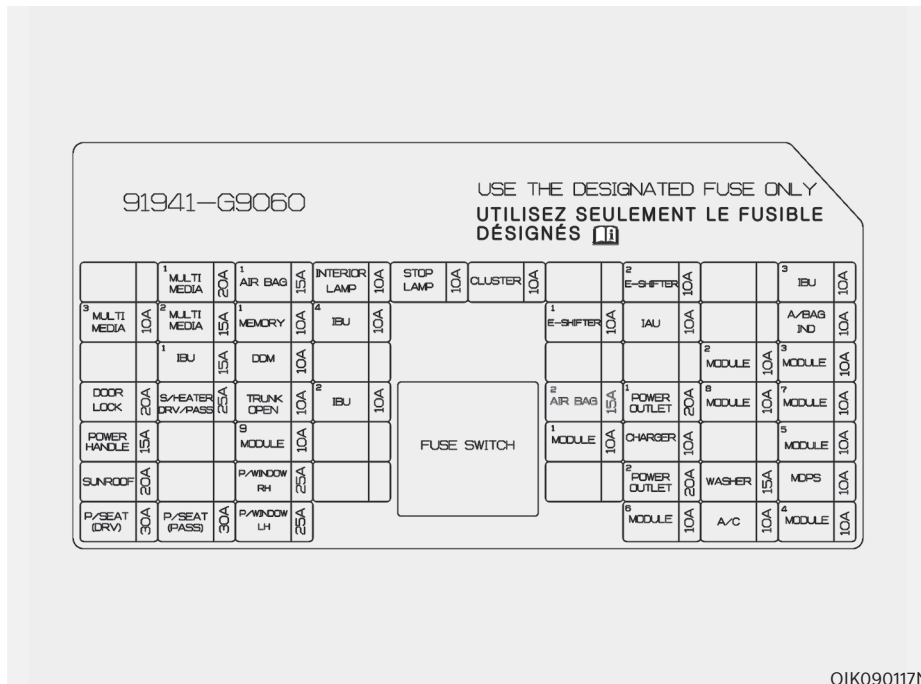 91941-G9060
USE THE DESIGNATED FUSE ONLY
UTILISEZ SEULEMENT LE FUSIBLE
DÉSIGNÉS
1 MULTI MEDIA 20A
1 AIR BAG 15A
INTERIOR LAMP 10A
STOP LAMP 10A
CLUSTER 10A
2 E-SHIFTER 10A
3 IBU 10A
3 MULTI MEDIA 10A
2 MULTI MEDIA 15A
1 MEMORY 10A
4 IBU 10A
1 E-SHIFTER 10A
IAU 10A
A/BAG IND 10A
1 IBU 15A
DDM 10A
2 MODULE 10A
3 MODULE 10A
DOOR LOCK 20A
S/HEATER DRV/PASS 25A
TRUNK OPEN 10A
2 IBU 10A
FUSE SWITCH
2 AIR BAG 15A
1 POWER OUTLET 20A
8 MODULE 10A
7 MODULE 10A
POWER HANDLE 15A
9 MODULE 10A
1 MODULE 10A
CHARGER 10A
5 MODULE 10A
SUNROOF 20A
P/WINDOW RH 25A
2 POWER OUTLET 20A
WASHER 15A
MDPS 10A
P/SEAT (DRV) 30A
P/SEAT (PASS) 30A
P/WINDOW LH 25A
6 MODULE 10A
A/C 10A
4 MODULE 10A
OIK090117N